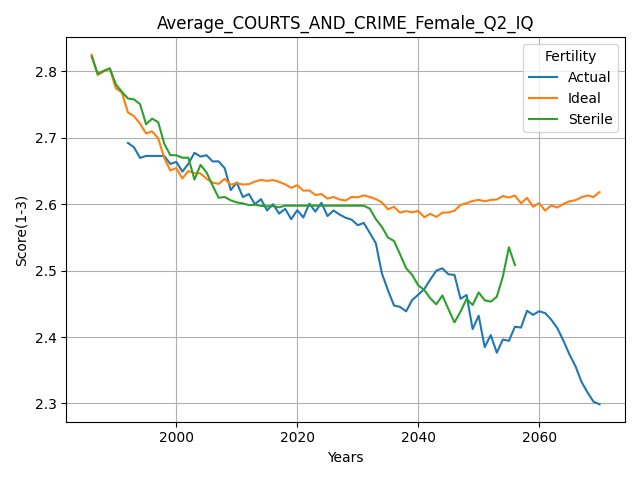 Average_COURTS_AND_CRIME_Female_Q2_IQ
Fertility
Actual
Ideal
Sterile
Score(1-3)
2.8
2.7
2.6
2.5
2.4
2.3
2000
2020
2040
2060
Years